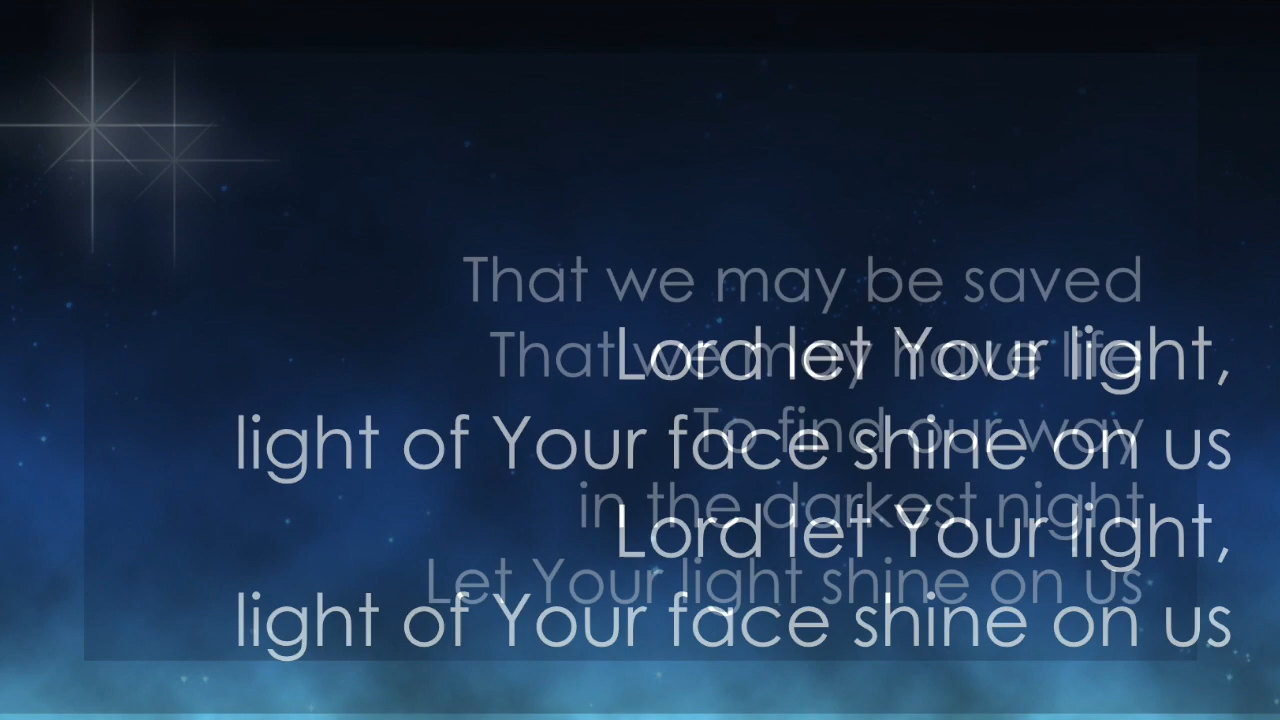 That we may be saved
That we may have life
Lord let Your light,
To find our way
light of Your face shine on us
in the darkest night
Lord let Your light,
Let Your light shine on us
light of Your face shine on us